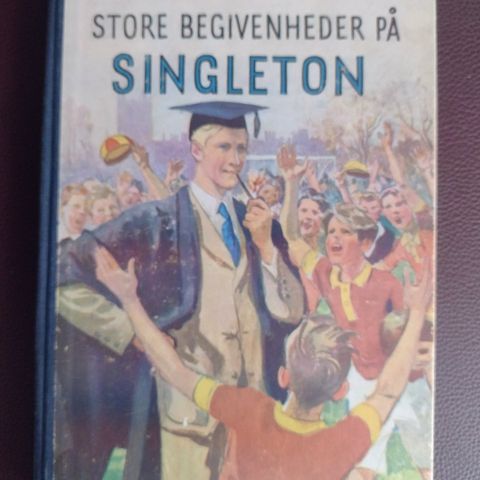 STORE BEGIVENHEDER PÅ
SINGLETON